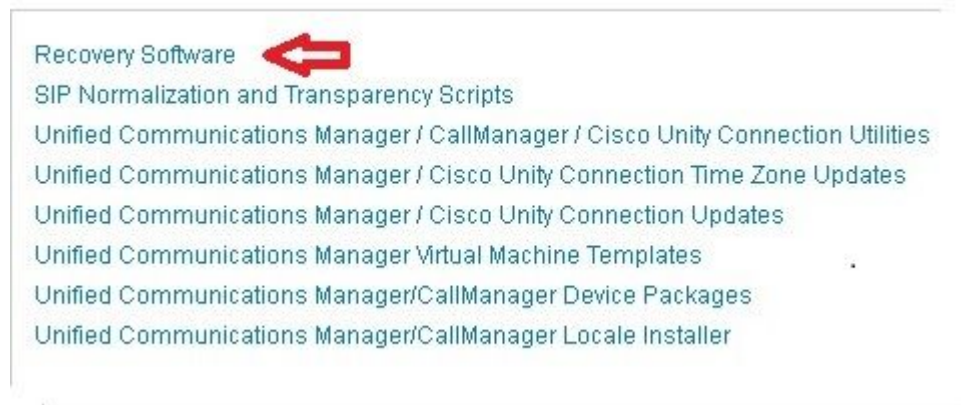 Recovery Software
SIP Normalization and Transparency Scripts
Unified Communications Manager / CallManager / Cisco Unity Connection Utilities
Unified Communications Manager / Cisco Unity Connection Time Zone Updates
Unified Communications Manager / Cisco Unity Connection Updates
Unified Communications Manager Virtual Machine Templates
Unified Communications Manager/CallManager Device Packages
Unified Communications Manager/CallManager Locale Installer